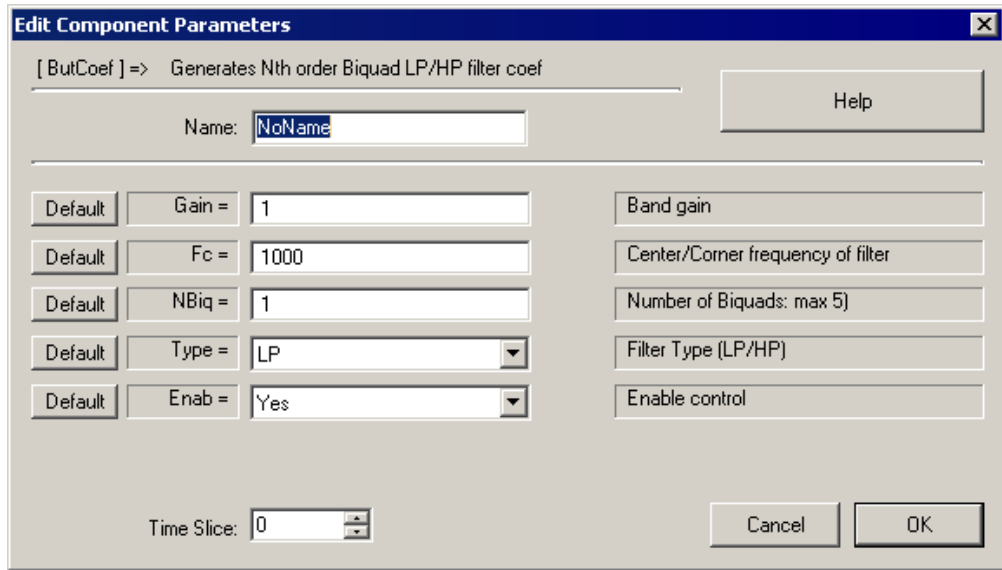 Edit Component Parameters
[ ButCoef ] => Generates Nth order Biquad LP/HP filter coef
Help
Name: NoName
Default Gain = 1 Band gain
Default Fc = 1000 Center/Corner frequency of filter
Default NBiq = 1 Number of Biquads: max 5)
Default Type = LP Filter Type (LP/HP)
Default Enab = Yes Enable control
Time Slice: 0 Cancel OK